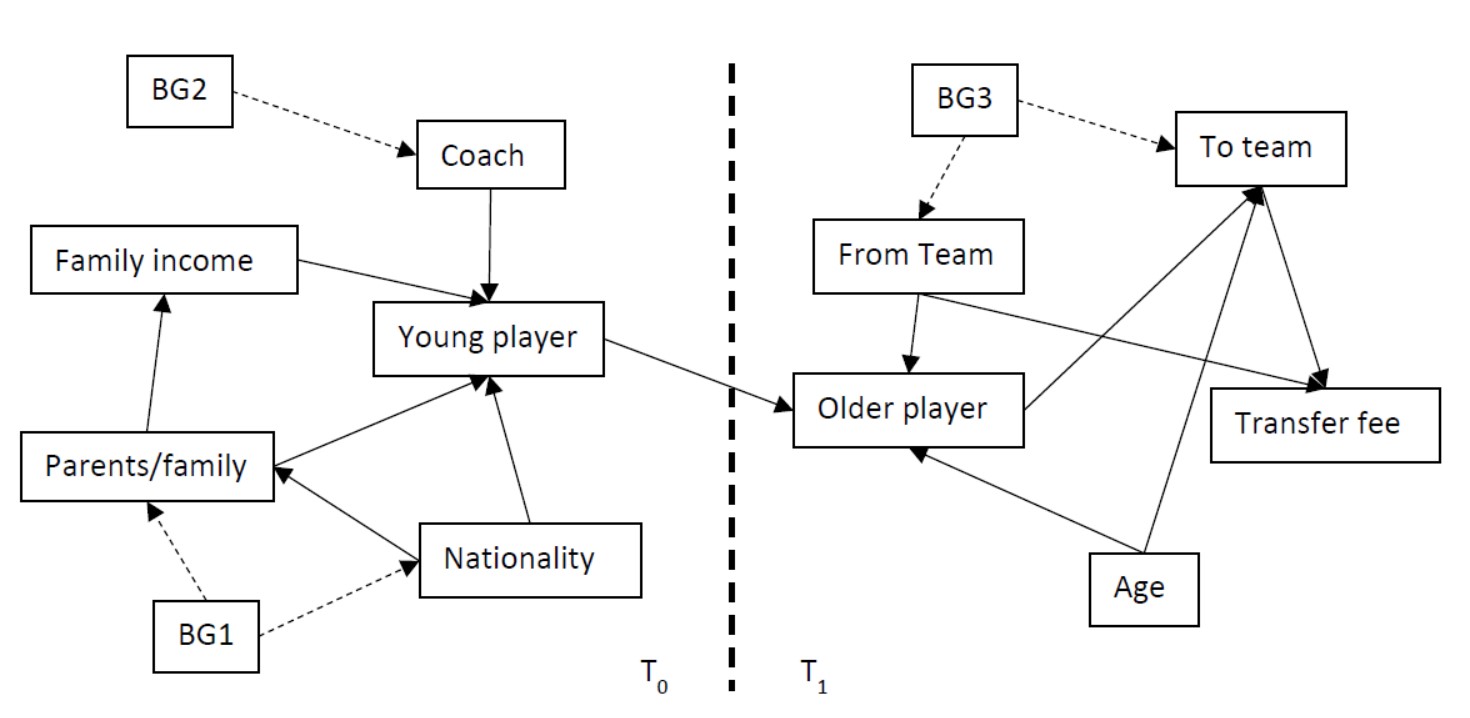 BG2
Coach
Family income
Young player
Parents/family
Nationality
BG1
T0
BG3
To team
From Team
Older player
Transfer fee
Age
T1